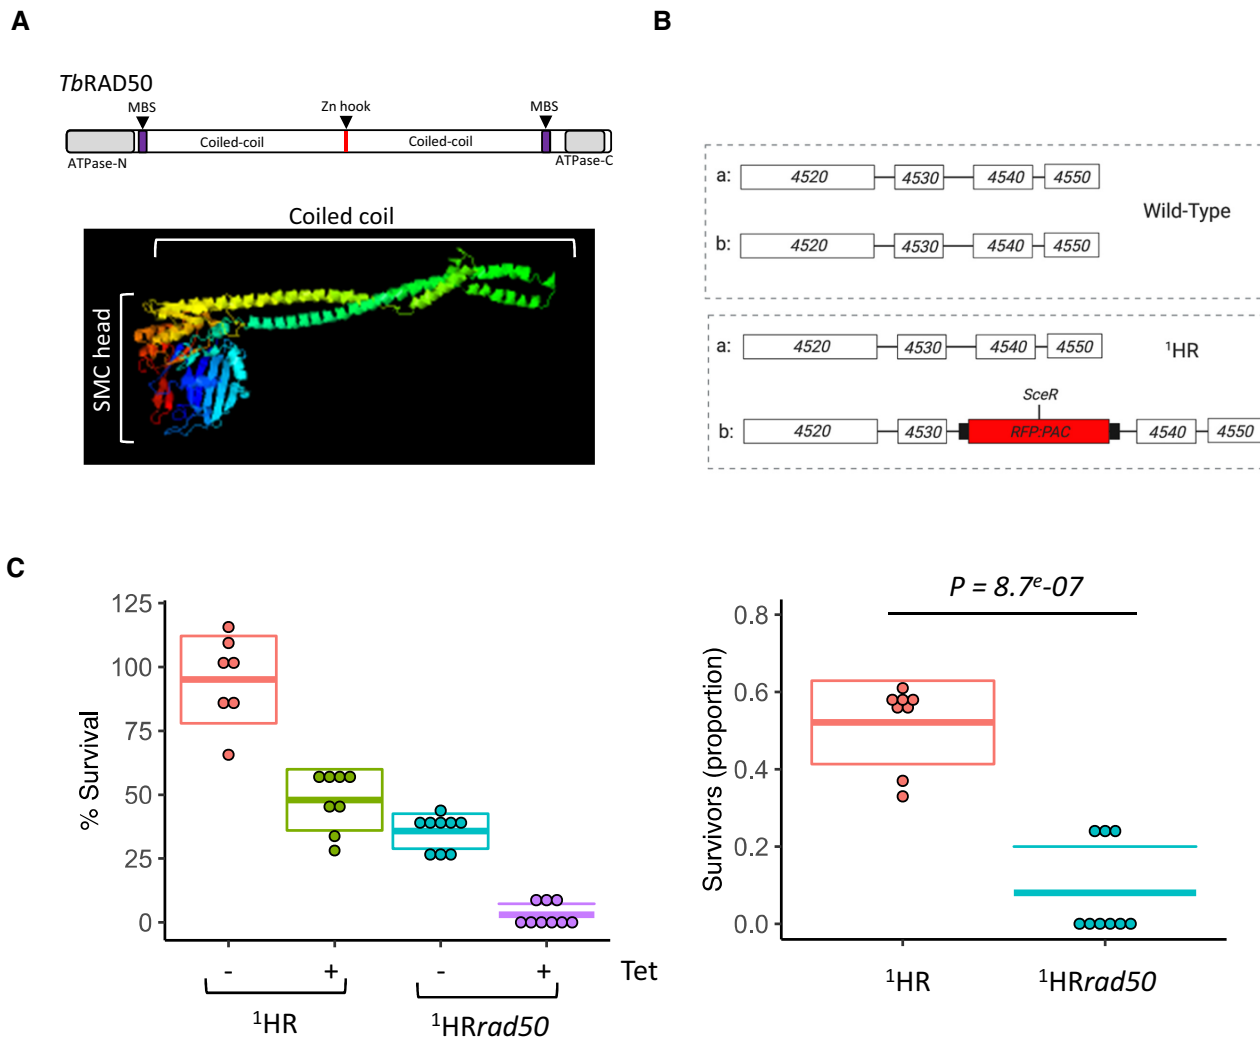 A
TbRAD50
MBS Zn hook MBS
Coiled-coil Coiled-coil
ATPase-N ATPase-C
Coiled coil
SMC head
B
a: 4520 4530 4540 4550
Wild-Type
b: 4520 4530 4540 4550
a: 4520 4530 4540 4550
¹HR
SceR
b: 4520 4530 RFP:PAC 4540 4550
C
% Survival
125
100
75
50
25
0
- + - + Tet
¹HR ¹HRrad50
P = 8.7ᵉ-07
Survivors (proportion)
0.8
0.6
0.4
0.2
0.0
¹HR ¹HRrad50